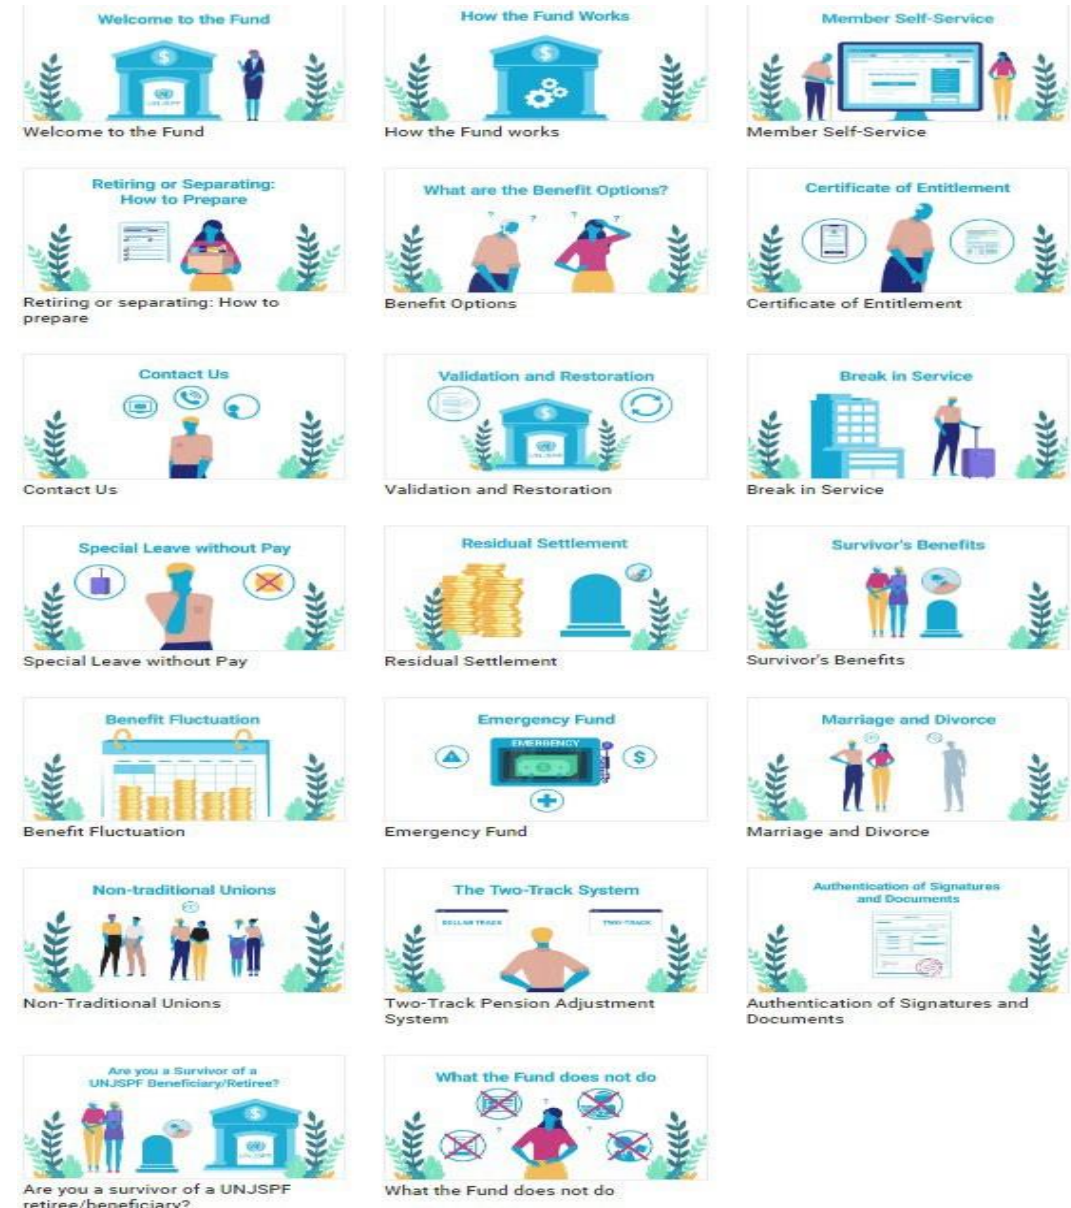 Welcome to the Fund
UNJSPF
Welcome to the Fund
How the Fund Works
How the Fund works
Member Self-Service
Member Self-Service
Retiring or Separating:
How to Prepare
Retiring or separating: How to
prepare
What are the Benefit Options?
Benefit Options
Certificate of Entitlement
Certificate of Entitlement
Contact Us
Contact Us
Validation and Restoration
UNJSPF
Validation and Restoration
Break in Service
Break in Service
Special Leave without Pay
Special Leave without Pay
Residual Settlement
Residual Settlement
Survivor's Benefits
Survivor's Benefits
Benefit Fluctuation
Benefit Fluctuation
Emergency Fund
EMERGENCY
Emergency Fund
Marriage and Divorce
Marriage and Divorce
Non-traditional Unions
Non-Traditional Unions
The Two-Track System
DOLLAR TRACK
TWO-TRACK
Two-Track Pension Adjustment
System
Authentication of Signatures
and Documents
Authentication of Signatures and
Documents
Are you a Survivor of a
UNJSPF Beneficiary/Retiree?
UNJSPF
Are you a survivor of a UNJSPF
retiree/beneficiary?
What the Fund does not do
What the Fund does not do